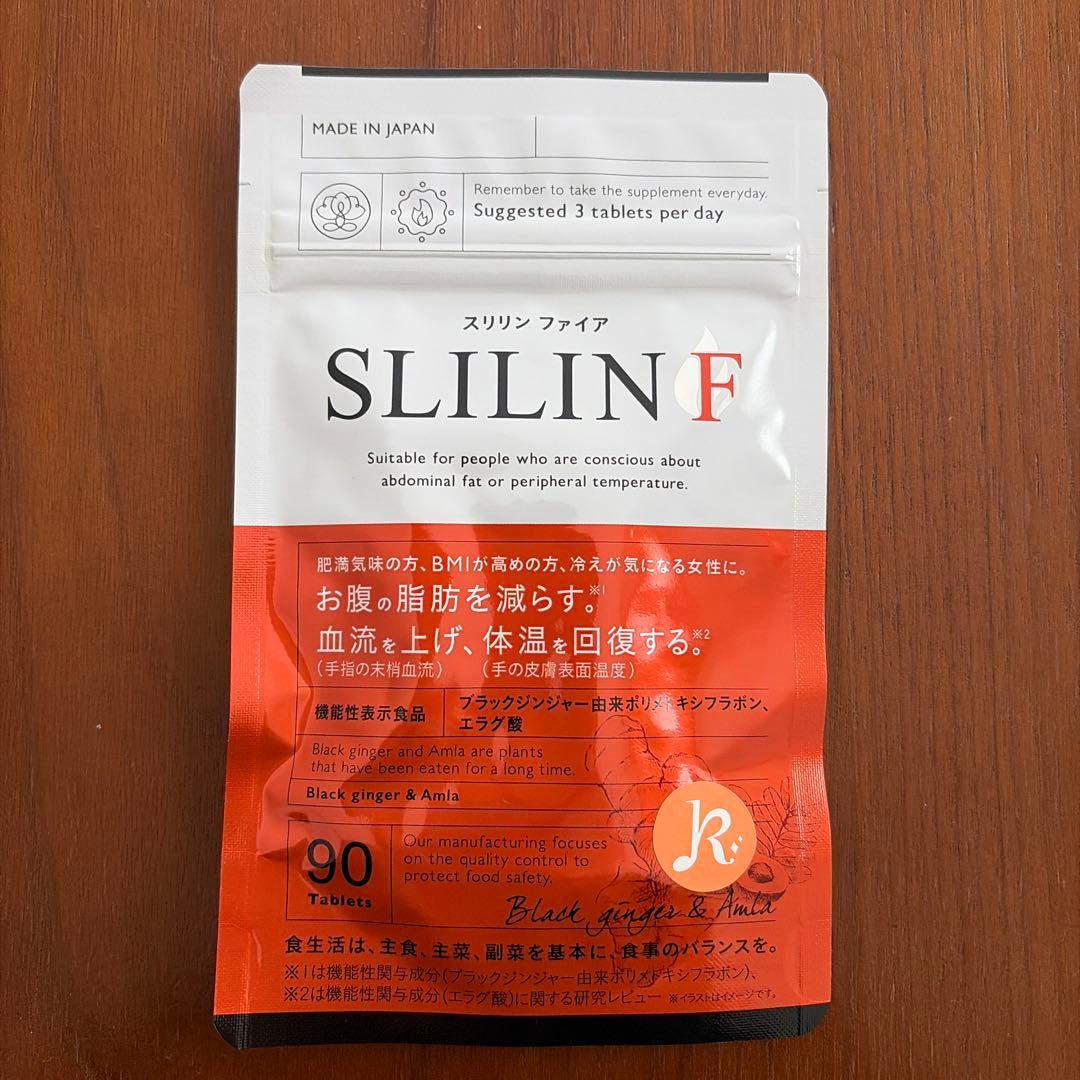 MADE IN JAPAN
Remember to take the supplement everyday.
Suggested 3 tablets per day
スリリン ファイア
SLILIN F
Suitable for people who are conscious about
abdominal fat or peripheral temperature.
肥満気味の方、BMIが高めの方、冷えが気になる女性に。
お腹の脂肪を減らす。※1
血流を上げ、体温を回復する。※2
(手指の末梢血流) (手の皮膚表面温度)
機能性表示食品
ブラックジンジャー由来ポリメトキシフラボン、
エラグ酸
Black ginger and Amla are plants
that have been eaten for a long time.
Black ginger & Amla
90
Tablets
Our manufacturing focuses
on the quality control to
protect food safety.
R
Black ginger & Amla
食生活は、主食、主菜、副菜を基本に、食事のバランスを。
※1は機能性関与成分(ブラックジンジャー由来ポリメトキシフラボン)、
※2は機能性関与成分(エラグ酸)に関する研究レビュー ※イラストはイメージです。